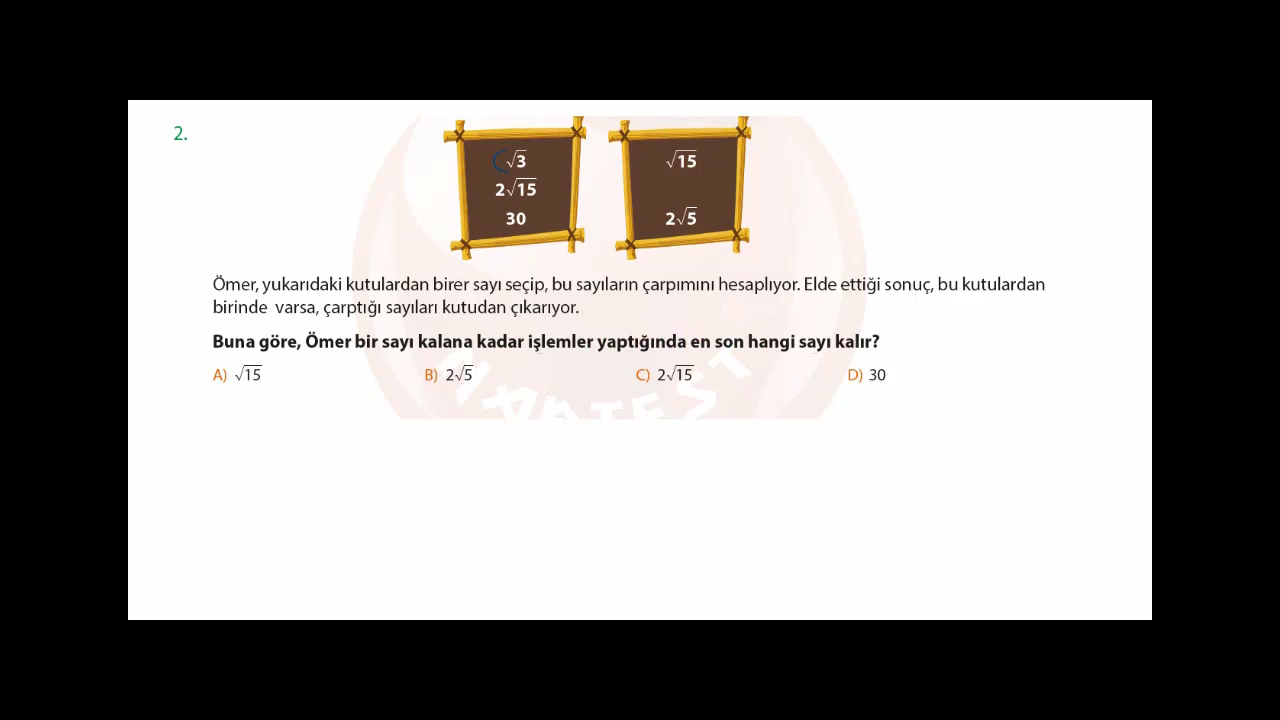 2.
√3
2√15
30
√15
2√5
Ömer, yukarıdaki kutulardan birer sayı seçip, bu sayıların çarpımını hesaplıyor. Elde ettiği sonuç, bu kutulardan
birinde varsa, çarptığı sayıları kutudan çıkarıyor.
Buna göre, Ömer bir sayı kalana kadar işlemler yaptığında en son hangi sayı kalır?
A) √15 B) 2√5 C) 2√15 D) 30